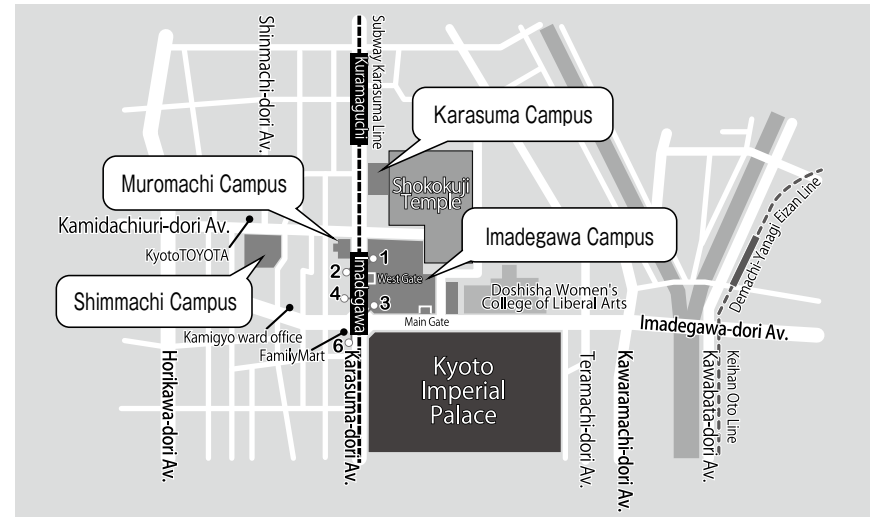 Shinmachi-dori Av.
Subway Karasuma Line
Kuramaguchi
Karasuma Campus
Muromachi Campus
Shokokuji
Temple
Kamidachiuri-dori Av.
KyotoTOYOTA
Imadegawa Campus
Demachi-Yanagi Eizan Line
1
2
West Gate
Imadegawa
Shimmachi Campus
Doshisha Women's
College of Liberal Arts
4
3
Main Gate
Imadegawa-dori Av.
Kamigyo ward office
FamilyMart
6
Kyoto
Imperial
Palace
Horikawa-dori Av.
Karasuma-dori Av.
Teramachi-dori Av.
Kawaramachi-dori Av.
Kawabata-dori Av.
Keihan Oto Line